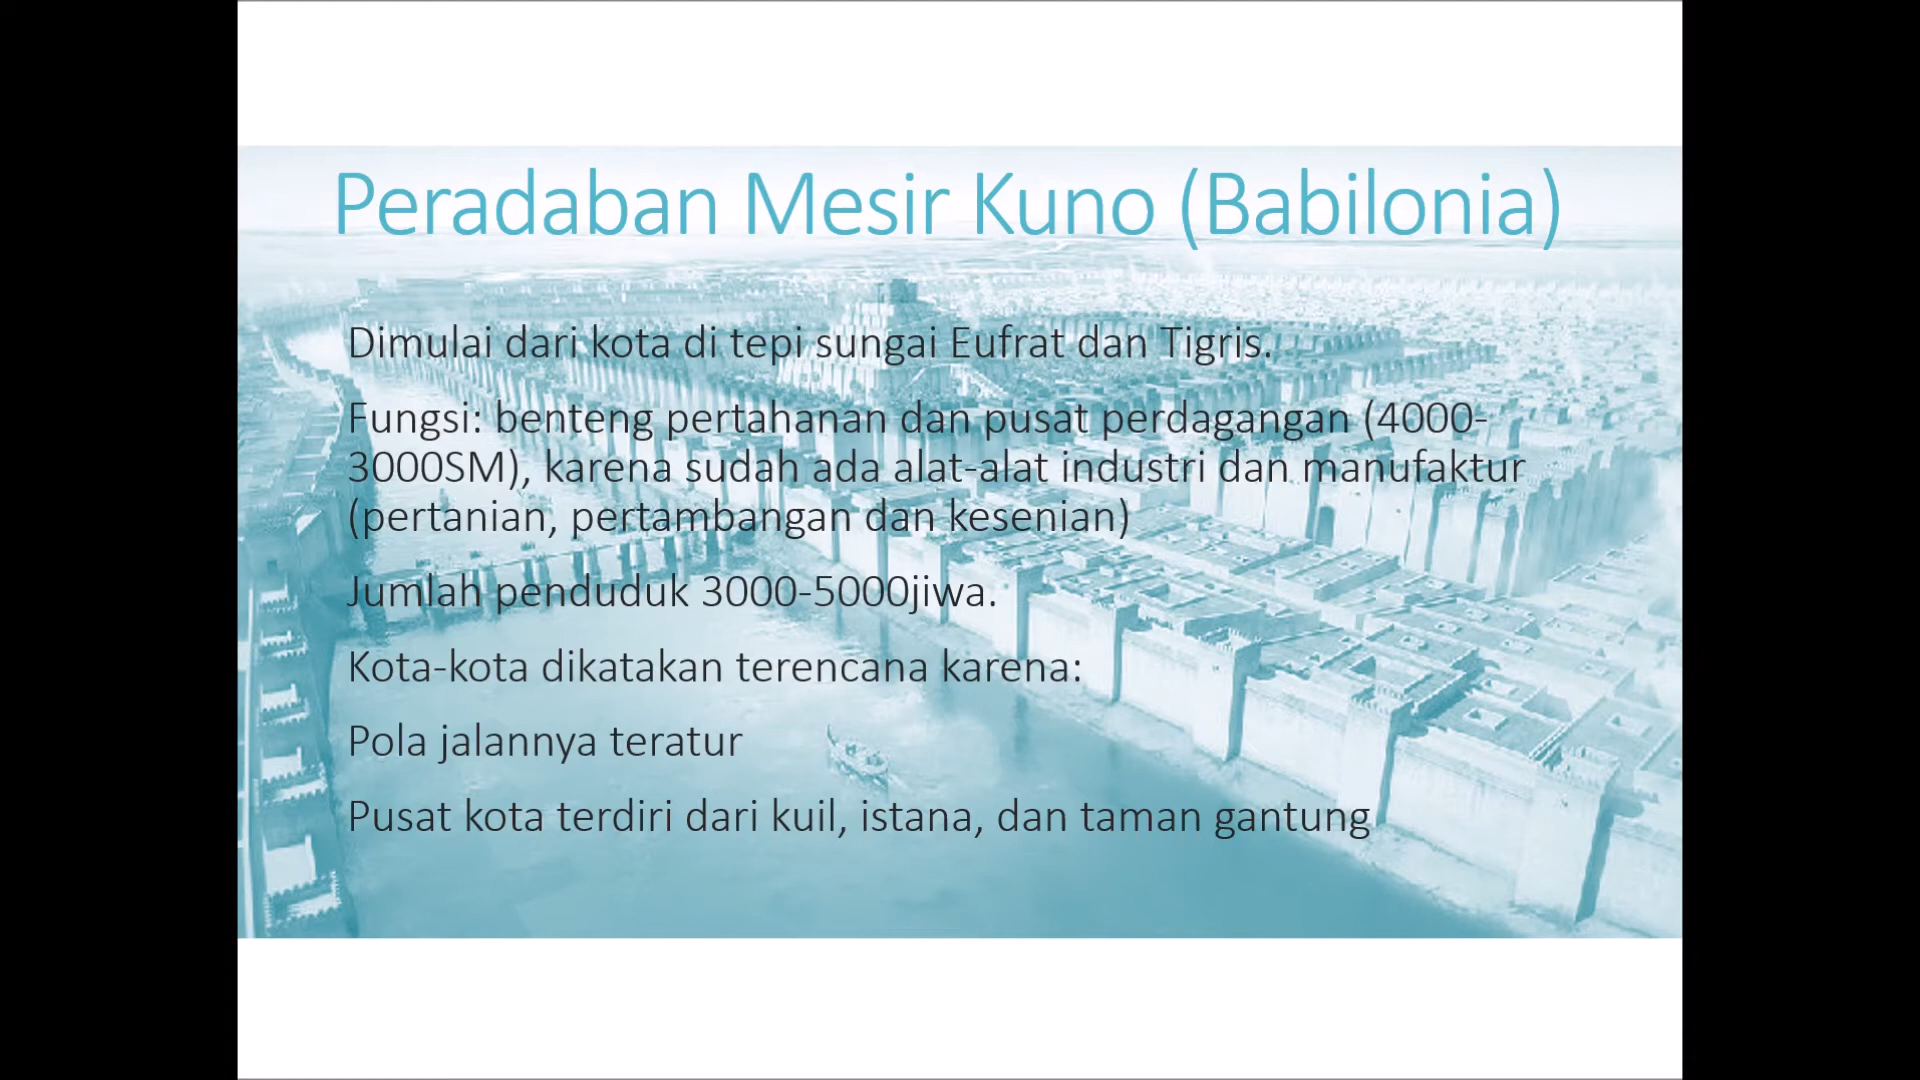 Peradaban Mesir Kuno (Babilonia)
Dimulai dari kota di tepi sungai Eufrat dan Tigris.
Fungsi: benteng pertahanan dan pusat perdagangan (4000-
3000SM), karena sudah ada alat-alat industri dan manufaktur
(pertanian, pertambangan dan kesenian)
Jumlah penduduk 3000-5000jiwa.
Kota-kota dikatakan terencana karena:
Pola jalannya teratur
Pusat kota terdiri dari kuil, istana, dan taman gantung